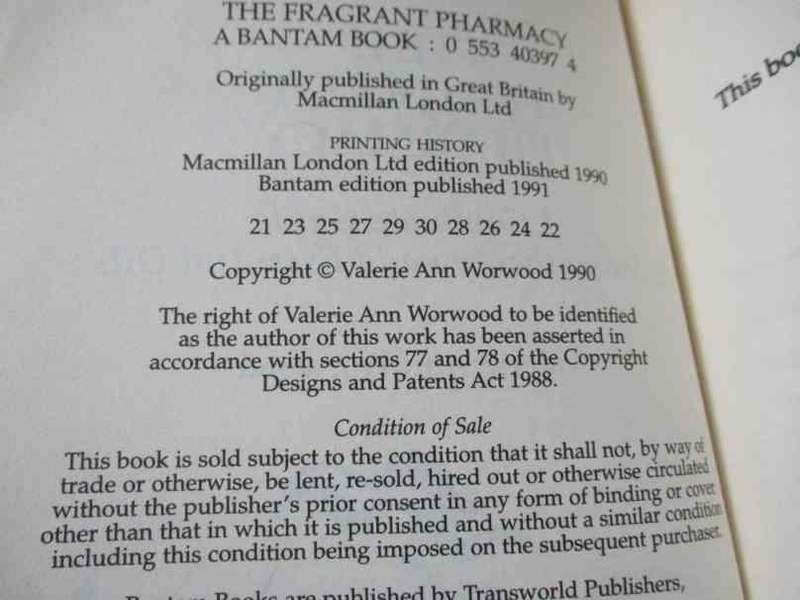 THE FRAGRANT PHARMACY
A BANTAM BOOK : 0 553 40397 4
Originally published in Great Britain by
Macmillan London Ltd
PRINTING HISTORY
Macmillan London Ltd edition published 1990
Bantam edition published 1991
21 23 25 27 29 30 28 26 24 22
Copyright © Valerie Ann Worwood 1990
The right of Valerie Ann Worwood to be identified
as the author of this work has been asserted in
accordance with sections 77 and 78 of the Copyright
Designs and Patents Act 1988.
Condition of Sale
This book is sold subject to the condition that it shall not, by way of
trade or otherwise, be lent, re-sold, hired out or otherwise circulated
without the publisher's prior consent in any form of binding or cover
other than that in which it is published and without a similar condition
including this condition being imposed on the subsequent purchaser.
Bantam Books are published by Transworld Publishers,
This